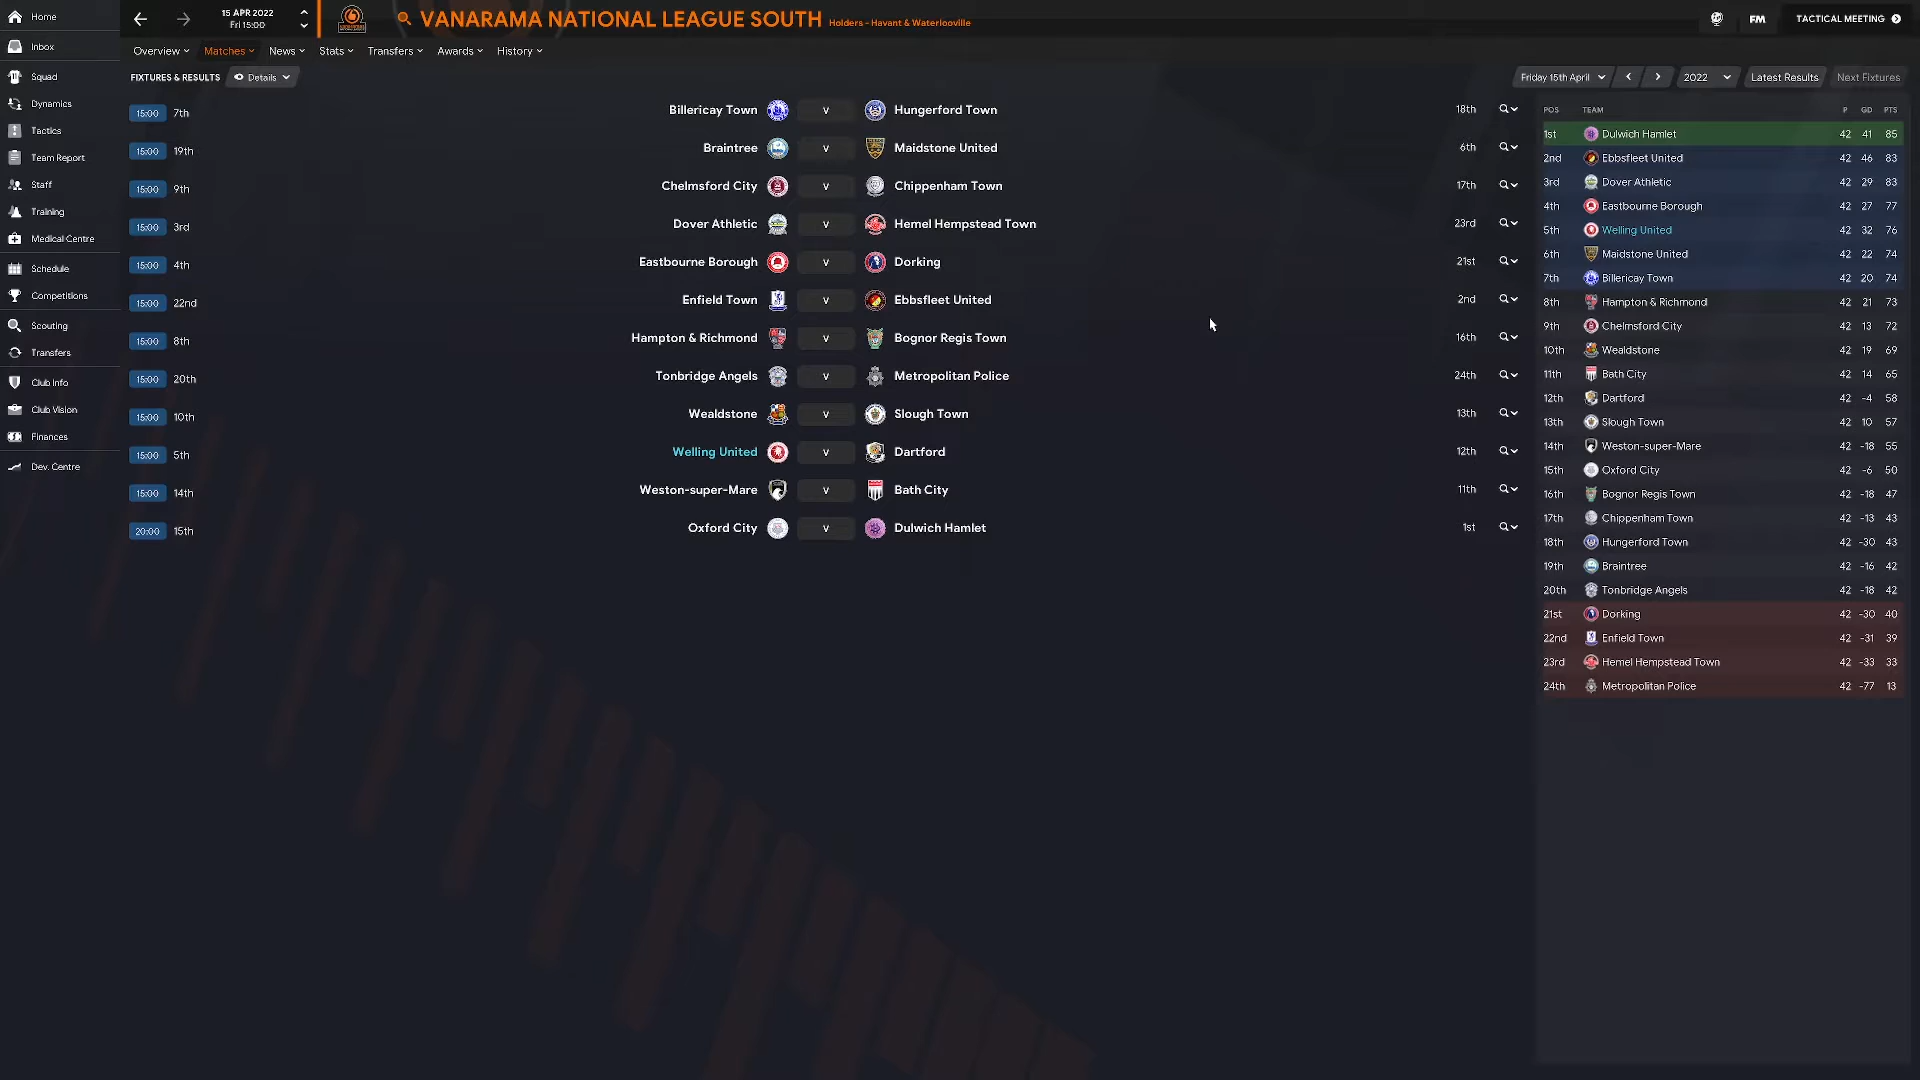 Home
Inbox
Squad
Dynamics
Tactics
Team Report
Staff
Training
Medical Centre
Schedule
Competitions
Scouting
Transfers
Club Info
Club Vision
Finances
Dev. Centre
15 APR 2022
Fri 15:00
VANARAMA NATIONAL LEAGUE SOUTH Holders - Havant & Waterlooville
FM TACTICAL MEETING
Overview Matches News Stats Transfers Awards History
FIXTURES & RESULTS Details
Friday 15th April 2022 Latest Results Next Fixtures
15:00 7th Billericay Town v Hungerford Town 18th
15:00 19th Braintree v Maidstone United 6th
15:00 9th Chelmsford City v Chippenham Town 17th
15:00 3rd Dover Athletic v Hemel Hempstead Town 23rd
15:00 4th Eastbourne Borough v Dorking 21st
15:00 22nd Enfield Town v Ebbsfleet United 2nd
15:00 8th Hampton & Richmond v Bognor Regis Town 16th
15:00 20th Tonbridge Angels v Metropolitan Police 24th
15:00 10th Wealdstone v Slough Town 13th
15:00 5th Welling United v Dartford 12th
15:00 14th Weston-super-Mare v Bath City 11th
20:00 15th Oxford City v Dulwich Hamlet 1st
POS TEAM P GD PTS
1st Dulwich Hamlet 42 41 85
2nd Ebbsfleet United 42 46 83
3rd Dover Athletic 42 29 83
4th Eastbourne Borough 42 27 77
5th Welling United 42 32 76
6th Maidstone United 42 22 74
7th Billericay Town 42 20 74
8th Hampton & Richmond 42 21 73
9th Chelmsford City 42 13 72
10th Wealdstone 42 19 69
11th Bath City 42 14 65
12th Dartford 42 -4 58
13th Slough Town 42 10 57
14th Weston-super-Mare 42 -18 55
15th Oxford City 42 -6 50
16th Bognor Regis Town 42 -18 47
17th Chippenham Town 42 -13 43
18th Hungerford Town 42 -30 43
19th Braintree 42 -16 42
20th Tonbridge Angels 42 -18 42
21st Dorking 42 -30 40
22nd Enfield Town 42 -31 39
23rd Hemel Hempstead Town 42 -33 33
24th Metropolitan Police 42 -77 13